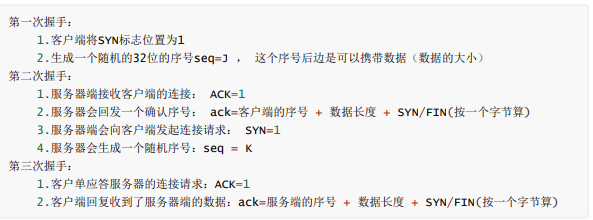 第一次握手：
1.客户端将SYN标志位置为1
2.生成一个随机的32位的序号seq=J ， 这个序号后边是可以携带数据（数据的大小）
第二次握手：
1.服务器端接收客户端的连接： ACK=1
2.服务器会回发一个确认序号： ack=客户端的序号 + 数据长度 + SYN/FIN(按一个字节算)
3.服务器端会向客户端发起连接请求： SYN=1
4.服务器会生成一个随机序号：seq = K
第三次握手：
1.客户单应答服务器的连接请求：ACK=1
2.客户端回复收到了服务器端的数据：ack=服务端的序号 + 数据长度 + SYN/FIN(按一个字节算)